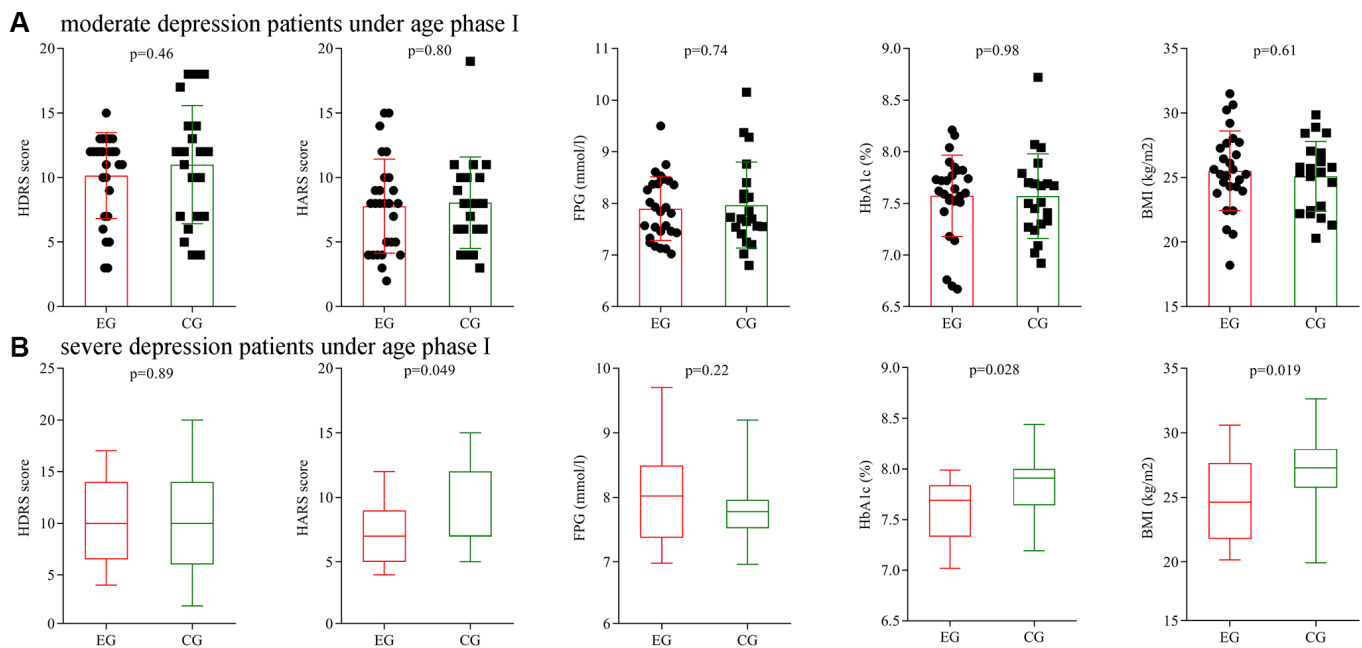 A moderate depression patients under age phase I
p=0.46
20
15
10
5
0
HDRS score
EG CG
p=0.80
20
15
10
5
0
HARS score
EG CG
p=0.74
11
10
9
8
7
6
FPG (mmol/l)
EG CG
p=0.98
9.0
8.5
8.0
7.5
7.0
6.5
HbA1c (%)
EG CG
p=0.61
35
30
25
20
15
BMI (kg/m2)
EG CG
B severe depression patients under age phase I
p=0.89
25
20
15
10
5
0
HDRS score
EG CG
p=0.049
20
15
10
5
0
HARS score
EG CG
p=0.22
10
9
8
7
6
FPG (mmol/l)
EG CG
p=0.028
9.0
8.5
8.0
7.5
7.0
6.5
HbA1c (%)
EG CG
p=0.019
35
30
25
20
15
BMI (kg/m2)
EG CG